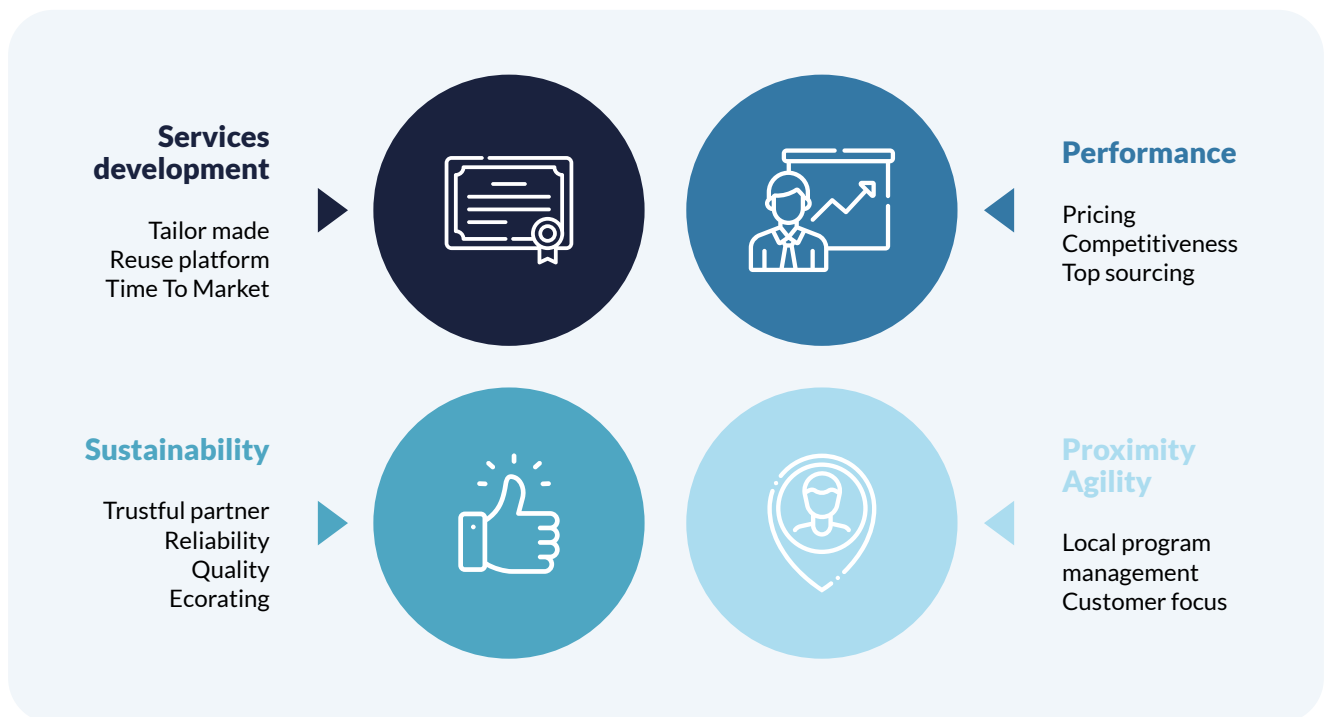 Services
development
Tailor made
Reuse platform
Time To Market
Performance
Pricing
Competitiveness
Top sourcing
Sustainability
Trustful partner
Reliability
Quality
Ecorating
Proximity
Agility
Local program
management
Customer focus